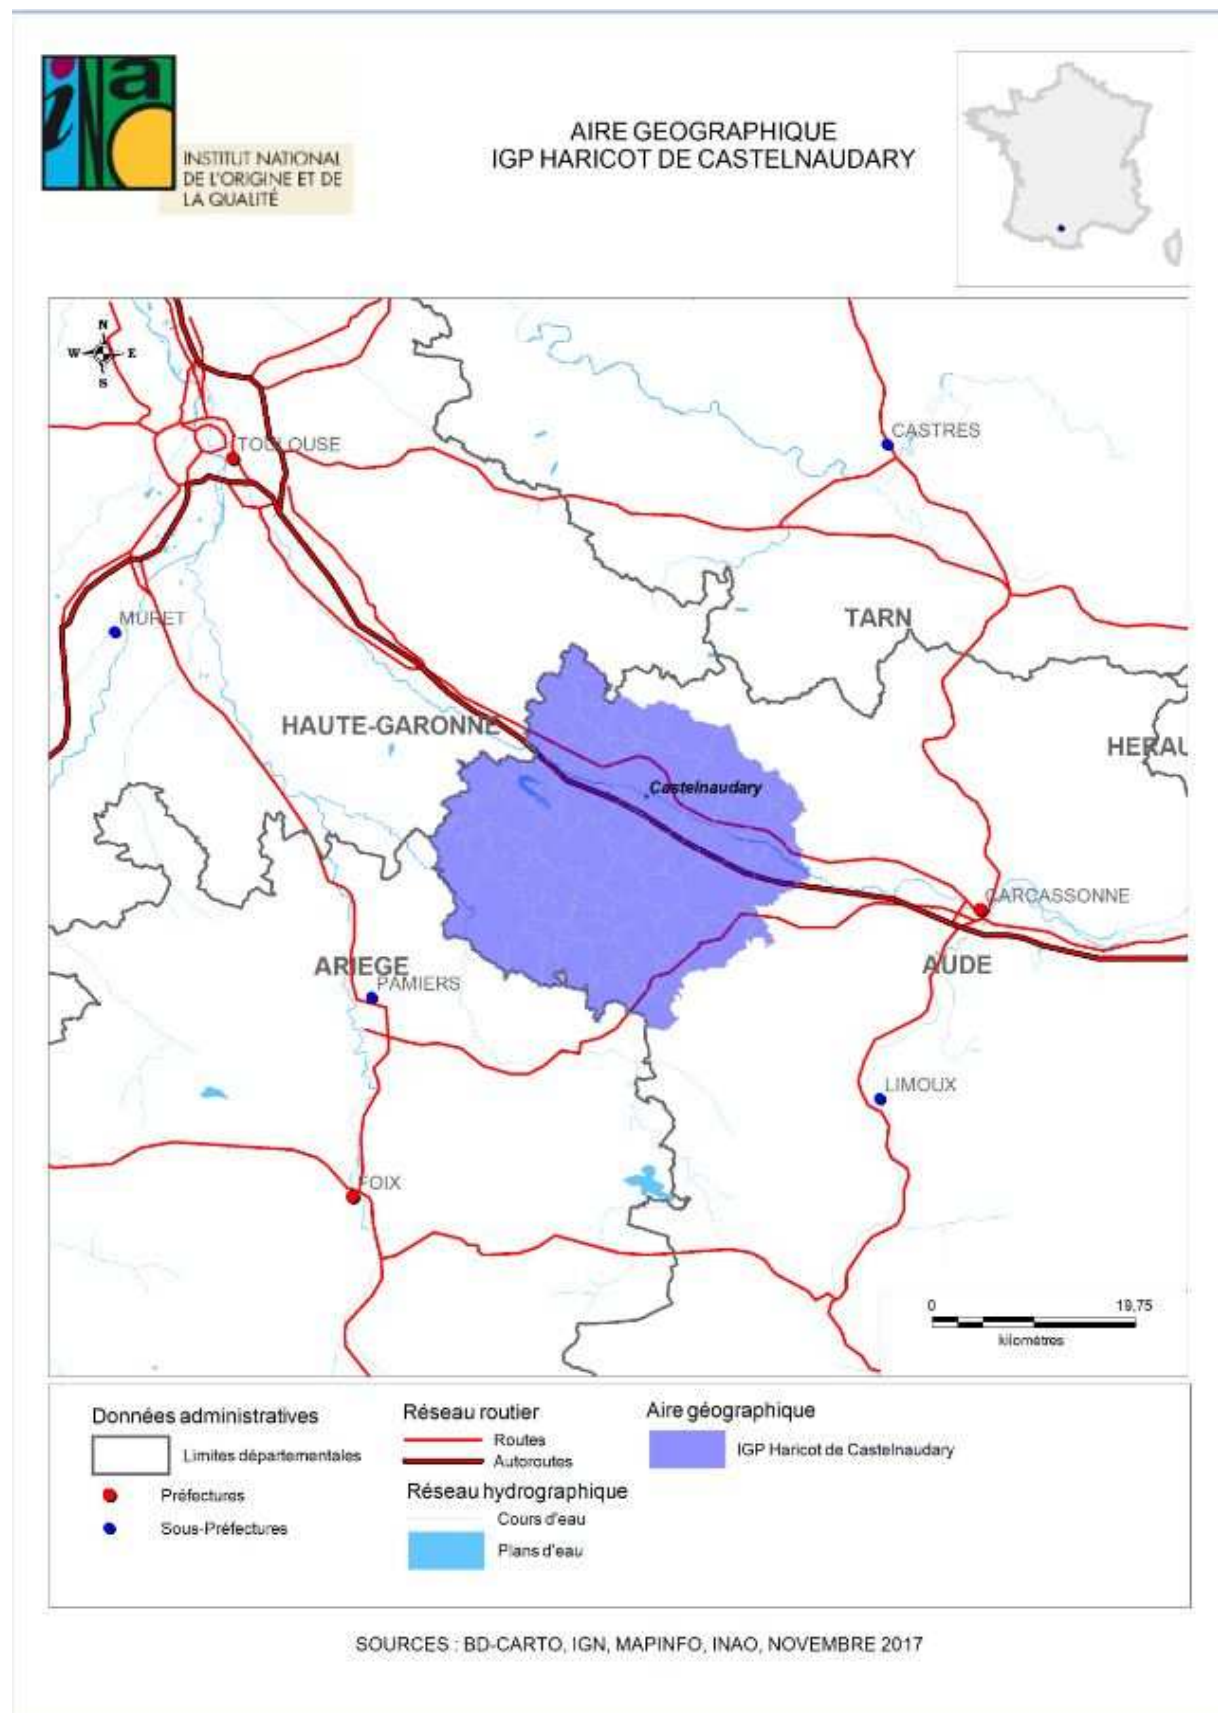 iNAO
INSTITUT NATIONAL
DE L'ORIGINE ET DE
LA QUALITÉ
AIRE GEOGRAPHIQUE
IGP HARICOT DE CASTELNAUDARY
N
W E
S
TOULOUSE
CASTRES
MURET
TARN
HAUTE-GARONNE
HERAU
Castelnaudary
CARCASSONNE
ARIEGE
AUDE
PAMIERS
LIMOUX
FOIX
0 19,75
kilomètres
Données administratives
Limites départementales
Préfectures
Sous-Préfectures
Réseau routier
Routes
Autoroutes
Réseau hydrographique
Cours d'eau
Plans d'eau
Aire géographique
IGP Haricot de Castelnaudary
SOURCES : BD-CARTO, IGN, MAPINFO, INAO, NOVEMBRE 2017